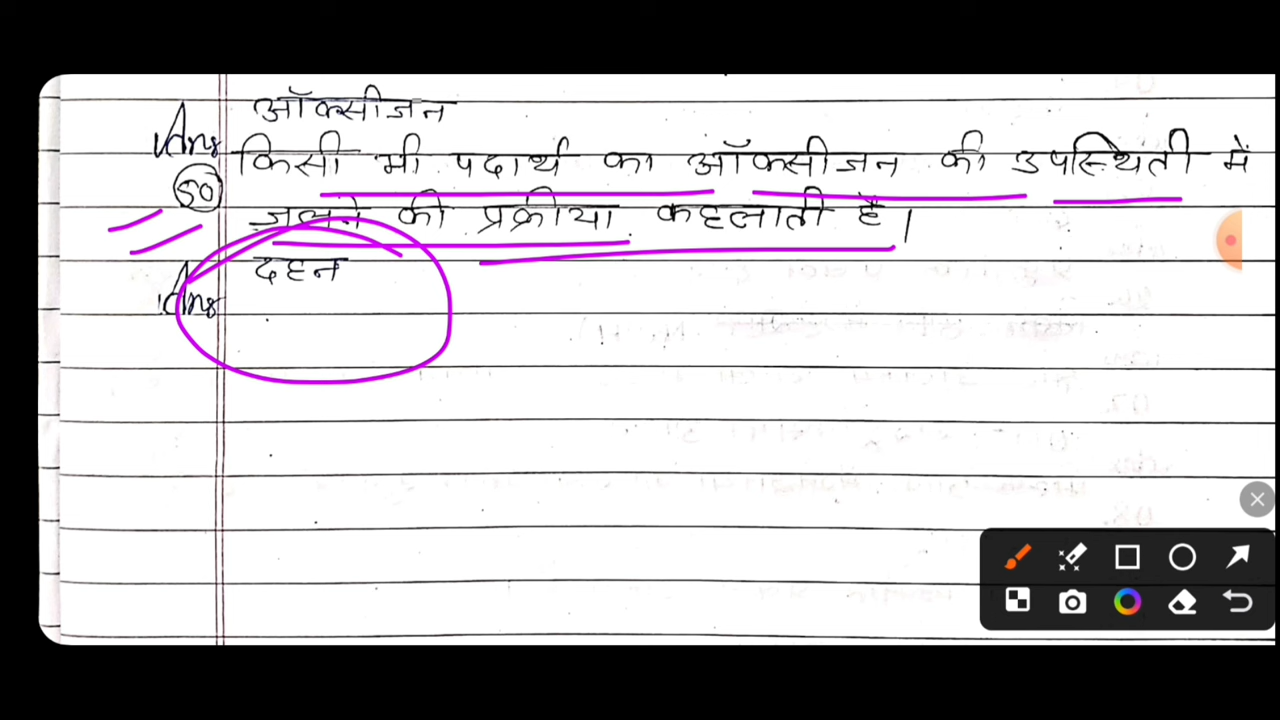 Ans ऑक्सीजन
50 किसी भी पदार्थ का ऑक्सीजन की उपस्थिती में
जलने की प्रक्रीया कहलाती है।
Ans दहन